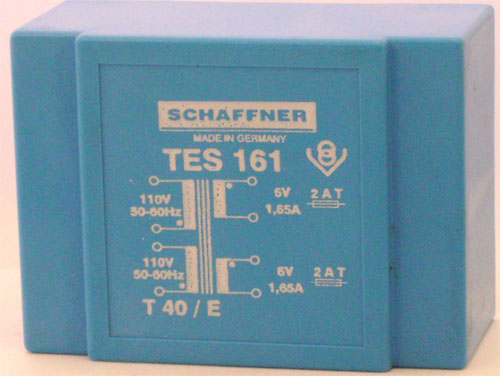 SCHAFFNER
MADE IN GERMANY
TES 161
110V 6V 2 A T
50-60Hz 1,65A
110V 6V 2 A T
50-60Hz 1,65A
T 40 / E